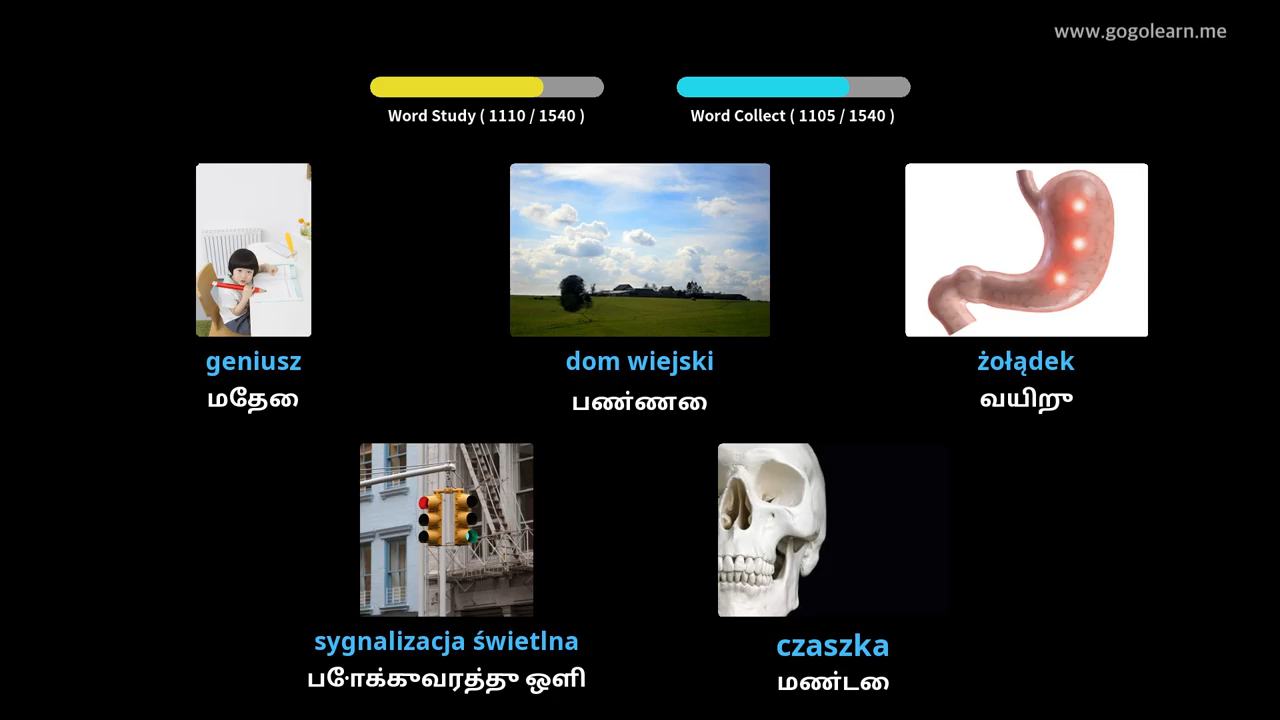 www.gogolearn.me
Word Study ( 1110 / 1540 )
Word Collect ( 1105 / 1540 )
geniusz
மேதை
dom wiejski
பண்ணை
żołądek
வயிறு
sygnalizacja świetlna
போக்குவரத்து ஒளி
czaszka
மண்டை